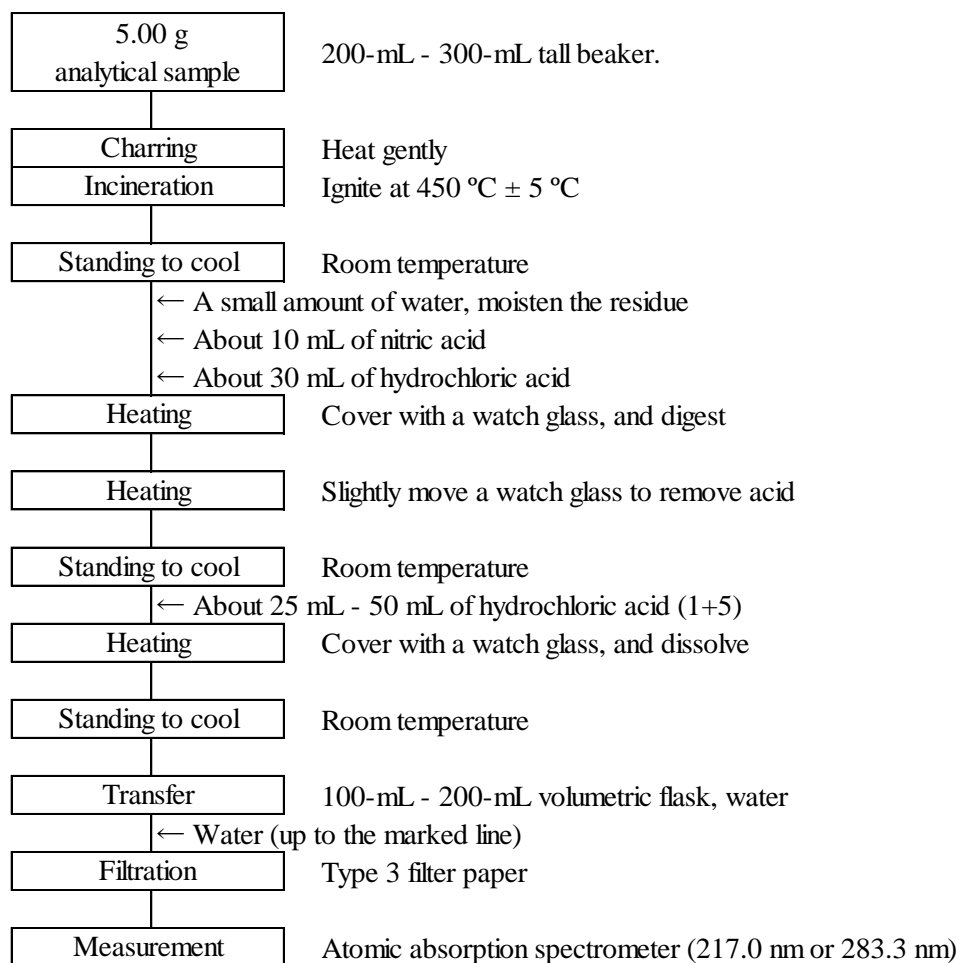 5.00 g
analytical sample
200-mL - 300-mL tall beaker.
Charring
Heat gently
Incineration
Ignite at 450 ºC ± 5 ºC
Standing to cool
Room temperature
← A small amount of water, moisten the residue
← About 10 mL of nitric acid
← About 30 mL of hydrochloric acid
Heating
Cover with a watch glass, and digest
Heating
Slightly move a watch glass to remove acid
Standing to cool
Room temperature
← About 25 mL - 50 mL of hydrochloric acid (1+5)
Heating
Cover with a watch glass, and dissolve
Standing to cool
Room temperature
Transfer
100-mL - 200-mL volumetric flask, water
← Water (up to the marked line)
Filtration
Type 3 filter paper
Measurement
Atomic absorption spectrometer (217.0 nm or 283.3 nm)